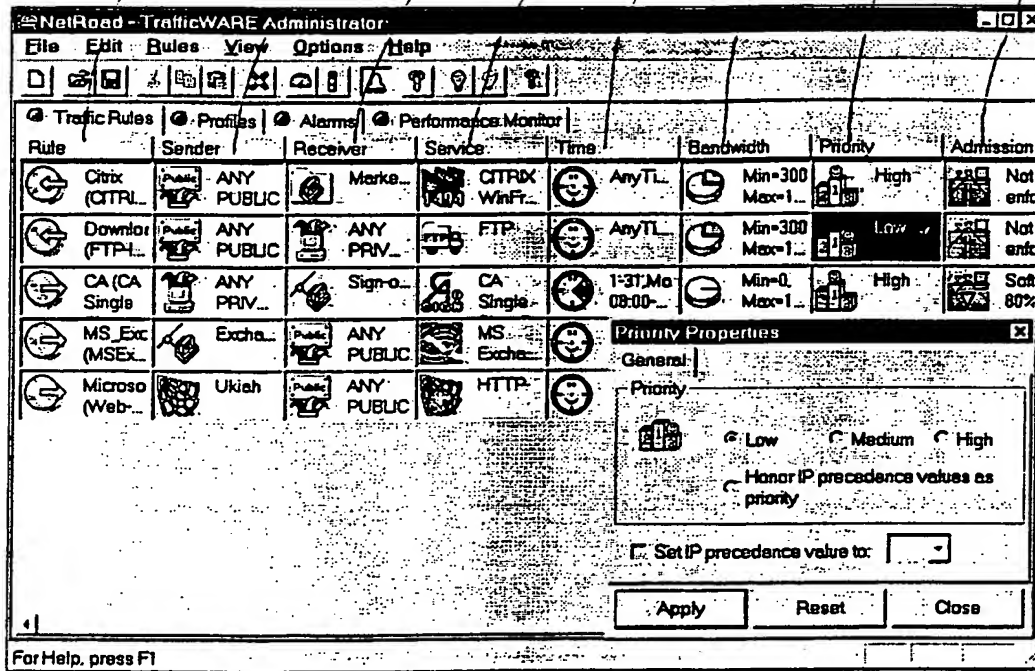 NetRoad - TrafficWARE Administrator
File Edit Rules View Options Help
Traffic Rules Profiles Alarms Performance Monitor
Rule Sender Receiver Service Time Bandwidth Priority Admission
Citrix (CITRI... Public ANY PUBLIC Marke... CITRIX WinFr... AnyTi... Min=300 Max=1... High Not enfo
Downlor (FTP-I... Public ANY PUBLIC ANY PRIV... FTP AnyTi... Min=300 Max=1... Low Not enfo
CA (CA Single ANY PRIV... Sign-o... CA Single 1-31,Mo 08:00-... Min=0, Max=1... High Soft 80%
MS_Exc (MSEx... Excha... Public ANY PUBLIC MS Excha...
Microso (Web-... Ukiah Public ANY PUBLIC HTTP
Priority Properties
General
Priority
Low Medium High
Honor IP precedence values as
priority
Set IP precedence value to:
Apply Reset Close
For Help, press F1